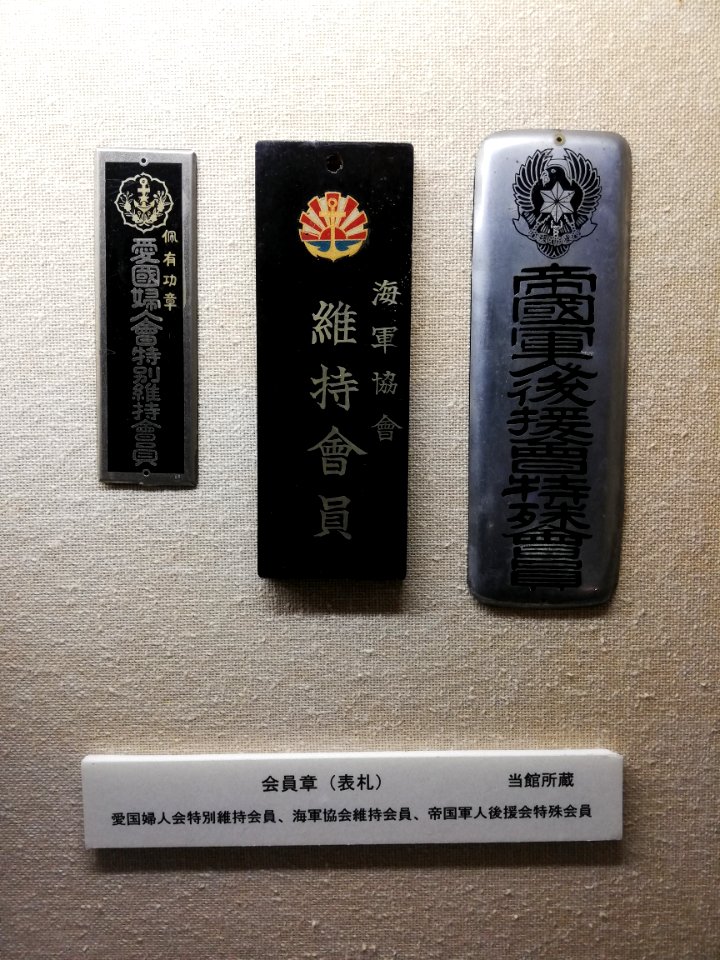 佩有功章
愛國婦人會特別維持會員
海軍協會
維持會員
帝國軍人後援會特殊會員
会員章（表札） 当館所蔵
愛国婦人会特別維持会員、海軍協会維持会員、帝国軍人後援会特殊会員